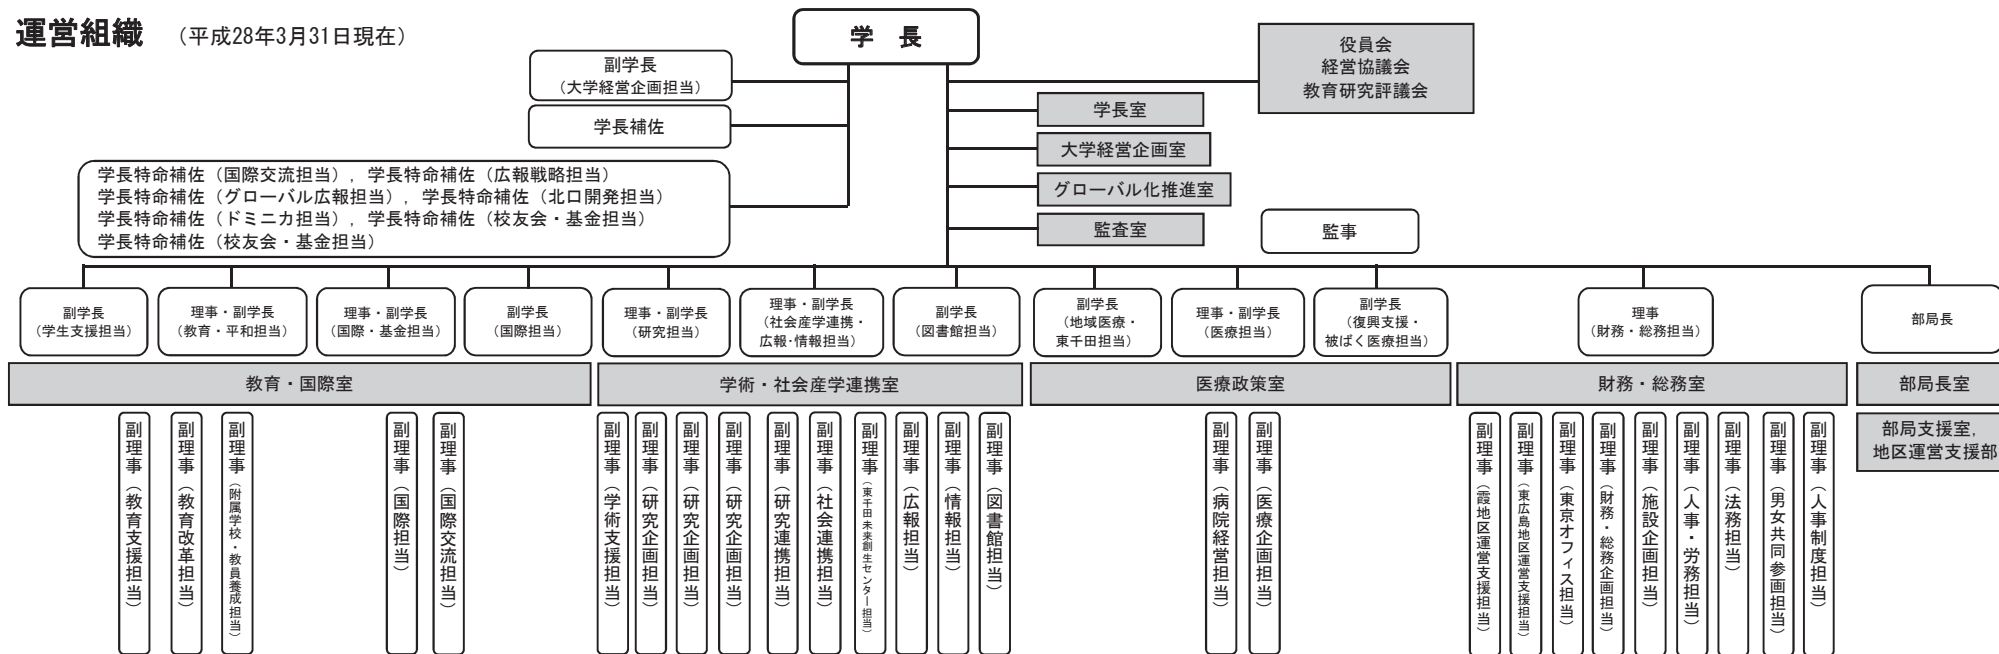 運営組織 （平成28年3月31日現在）
学 長
副学長
（大学経営企画担当）
学長補佐
学長特命補佐（国際交流担当），学長特命補佐（広報戦略担当）
学長特命補佐（グローバル広報担当），学長特命補佐（北口開発担当）
学長特命補佐（ドミニカ担当），学長特命補佐（校友会・基金担当）
学長特命補佐（校友会・基金担当）
役員会
経営協議会
教育研究評議会
学長室
大学経営企画室
グローバル化推進室
監査室
監事
副学長
（学生支援担当）
理事・副学長
（教育・平和担当）
理事・副学長
（国際・基金担当）
副学長
（国際担当）
理事・副学長
（研究担当）
理事・副学長
（社会産学連携・
広報・情報担当）
副学長
（図書館担当）
副学長
（地域医療・
東千田担当）
理事・副学長
（医療担当）
副学長
（復興支援・
被ばく医療担当）
理事
（財務・総務担当）
部局長
教育・国際室
学術・社会産学連携室
医療政策室
財務・総務室
部局長室
副理事（教育支援担当）
副理事（教育改革担当）
副理事（附属学校・教員養成担当）
副理事（国際担当）
副理事（国際交流担当）
副理事（学術支援担当）
副理事（研究企画担当）
副理事（研究企画担当）
副理事（研究企画担当）
副理事（研究連携担当）
副理事（社会連携担当）
副理事（東千田未来創生センター担当）
副理事（広報担当）
副理事（情報担当）
副理事（図書館担当）
副理事（病院経営担当）
副理事（医療企画担当）
副理事（霞地区運営支援担当）
副理事（東広島地区運営支援担当）
副理事（東京オフィス担当）
副理事（財務・総務企画担当）
副理事（施設企画担当）
副理事（人事・労務担当）
副理事（法務担当）
副理事（男女共同参画担当）
副理事（人事制度担当）
部局支援室，
地区運営支援部